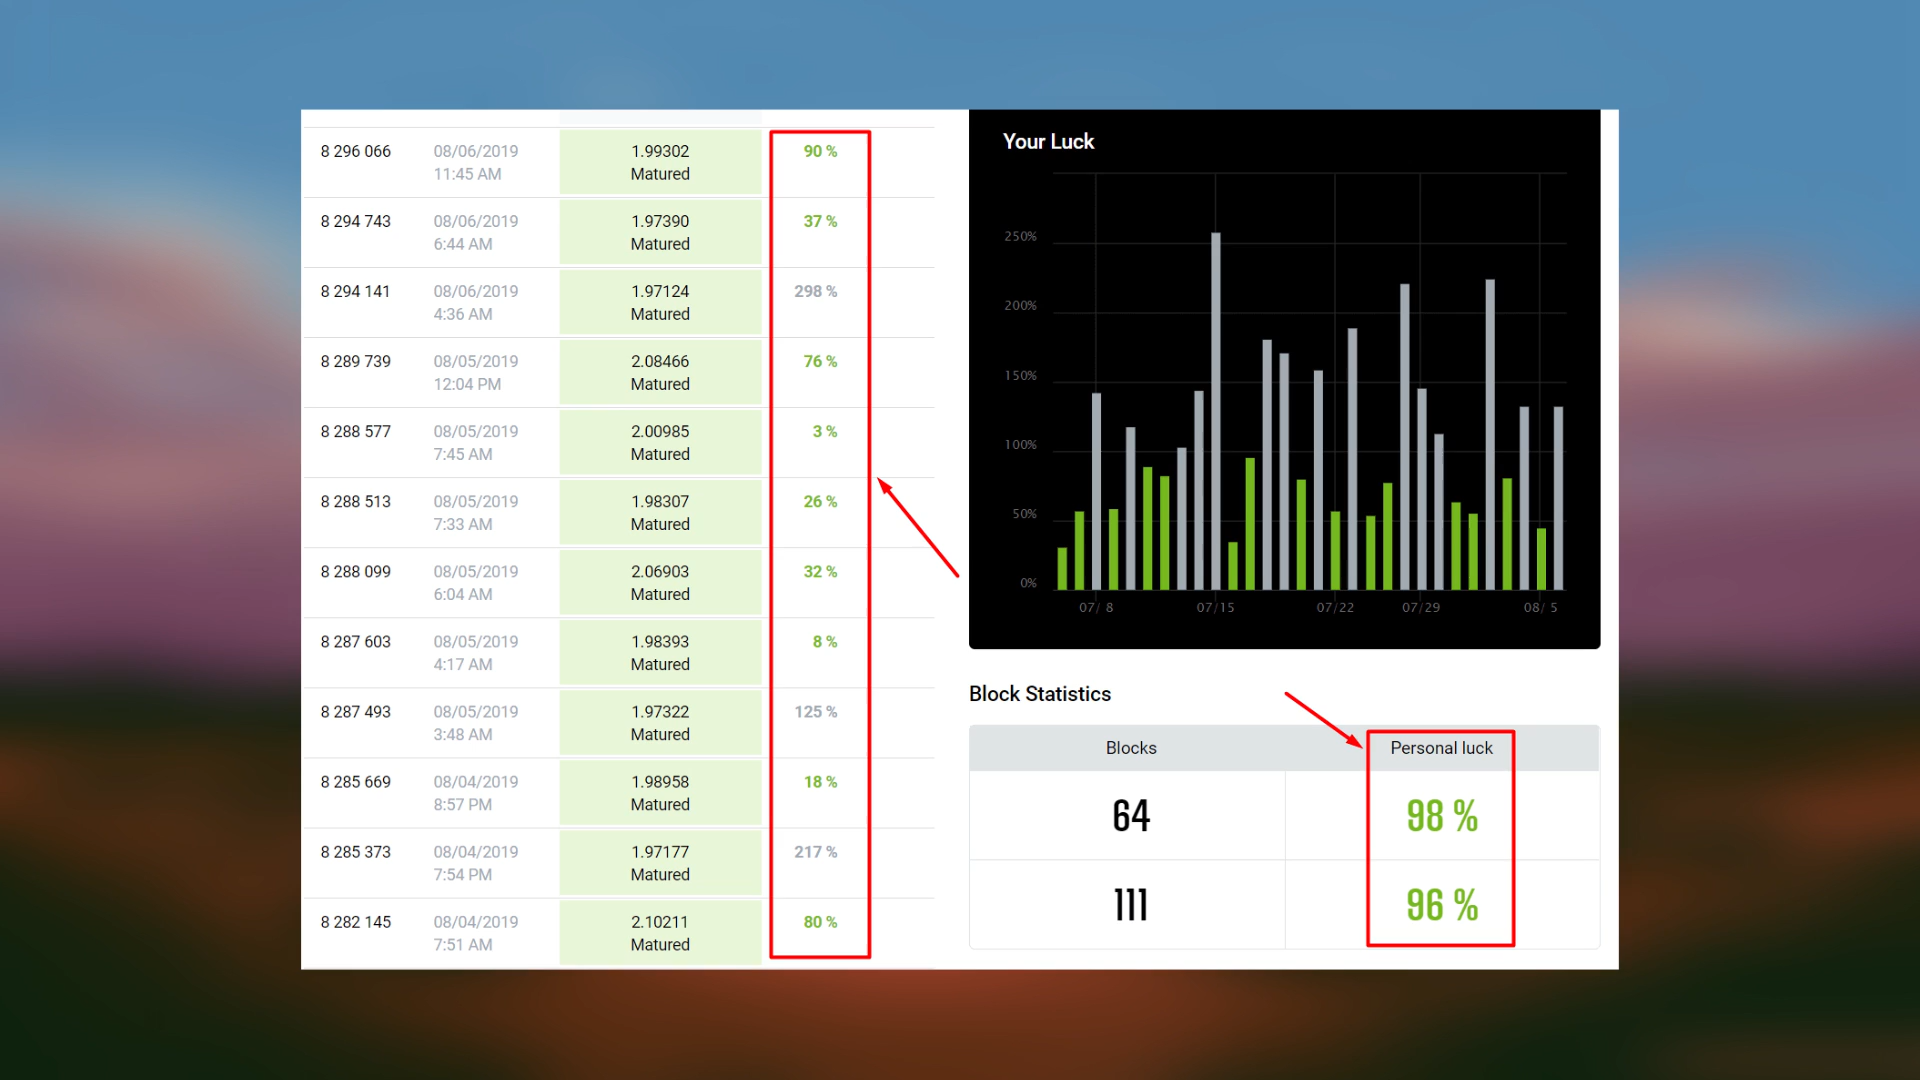 8 296 066 08/06/2019 1.99302 90 %
11:45 AM Matured
8 294 743 08/06/2019 1.97390 37 %
6:44 AM Matured
8 294 141 08/06/2019 1.97124 298 %
4:36 AM Matured
8 289 739 08/05/2019 2.08466 76 %
12:04 PM Matured
8 288 577 08/05/2019 2.00985 3 %
7:45 AM Matured
8 288 513 08/05/2019 1.98307 26 %
7:33 AM Matured
8 288 099 08/05/2019 2.06903 32 %
6:04 AM Matured
8 287 603 08/05/2019 1.98393 8 %
4:17 AM Matured
8 287 493 08/05/2019 1.97322 125 %
3:48 AM Matured
8 285 669 08/04/2019 1.98958 18 %
8:57 PM Matured
8 285 373 08/04/2019 1.97177 217 %
7:54 PM Matured
8 282 145 08/04/2019 2.10211 80 %
7:51 AM Matured
Your Luck
250%
200%
150%
100%
50%
0%
07/ 8 07/15 07/22 07/29 08/ 5
Block Statistics
Blocks Personal luck
64 98 %
111 96 %